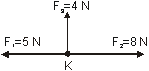 F₃=4 N
F₁=5 N
F₂=8 N
K